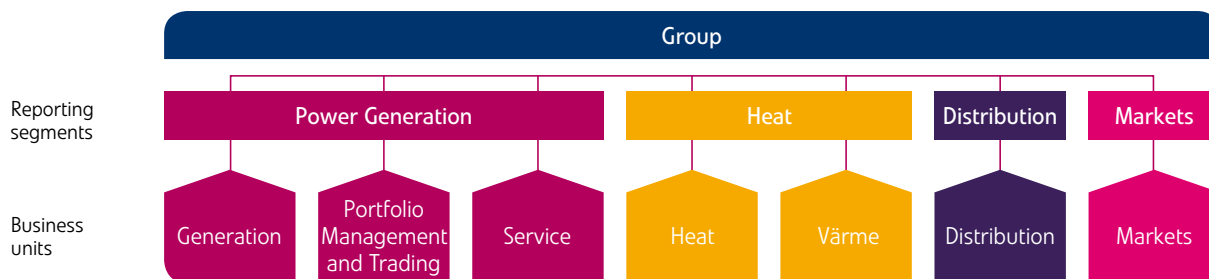 Group
Reporting
segments
Power Generation
Heat
Distribution
Markets
Business
units
Generation
Portfolio
Management
and Trading
Service
Heat
Värme
Distribution
Markets